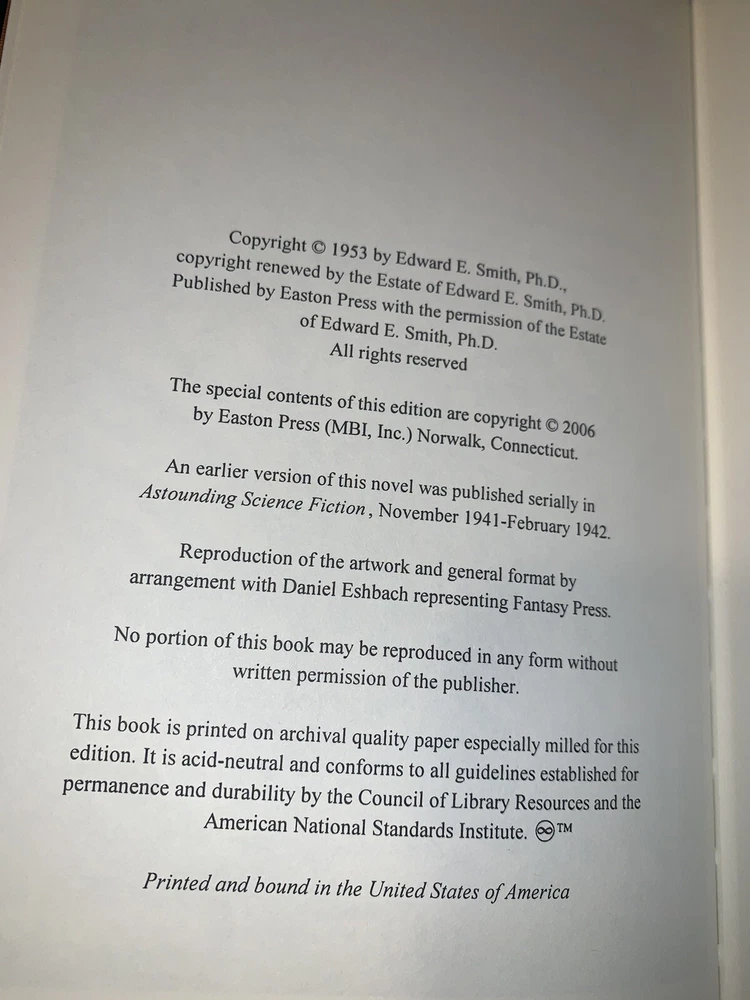 Copyright © 1953 by Edward E. Smith, Ph.D.,
copyright renewed by the Estate of Edward E. Smith, Ph.D.
Published by Easton Press with the permission of the Estate
of Edward E. Smith, Ph.D.
All rights reserved
The special contents of this edition are copyright © 2006
by Easton Press (MBI, Inc.) Norwalk, Connecticut.
An earlier version of this novel was published serially in
Astounding Science Fiction, November 1941-February 1942.
Reproduction of the artwork and general format by
arrangement with Daniel Eshbach representing Fantasy Press.
No portion of this book may be reproduced in any form without
written permission of the publisher.
This book is printed on archival quality paper especially milled for this
edition. It is acid-neutral and conforms to all guidelines established for
permanence and durability by the Council of Library Resources and the
American National Standards Institute. ♾™
Printed and bound in the United States of America